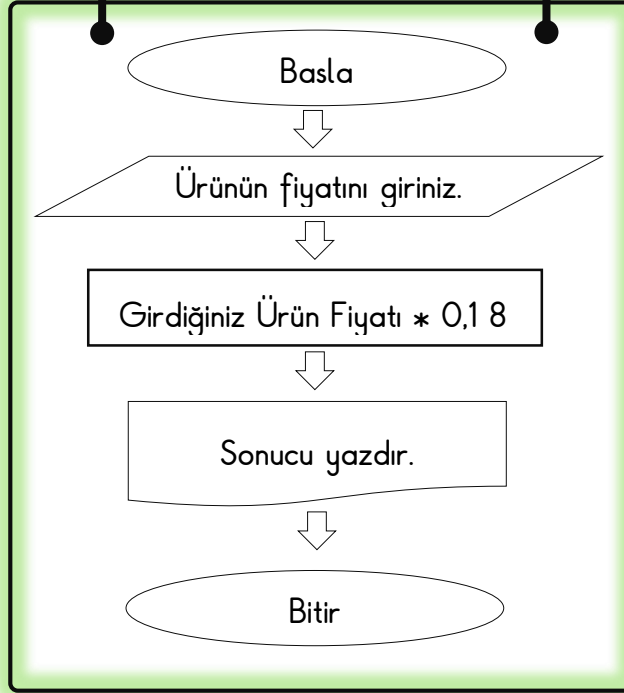 Basla
Ürünün fiyatını giriniz.
Girdiğiniz Ürün Fiyatı * 0,1 8
Sonucu yazdır.
Bitir